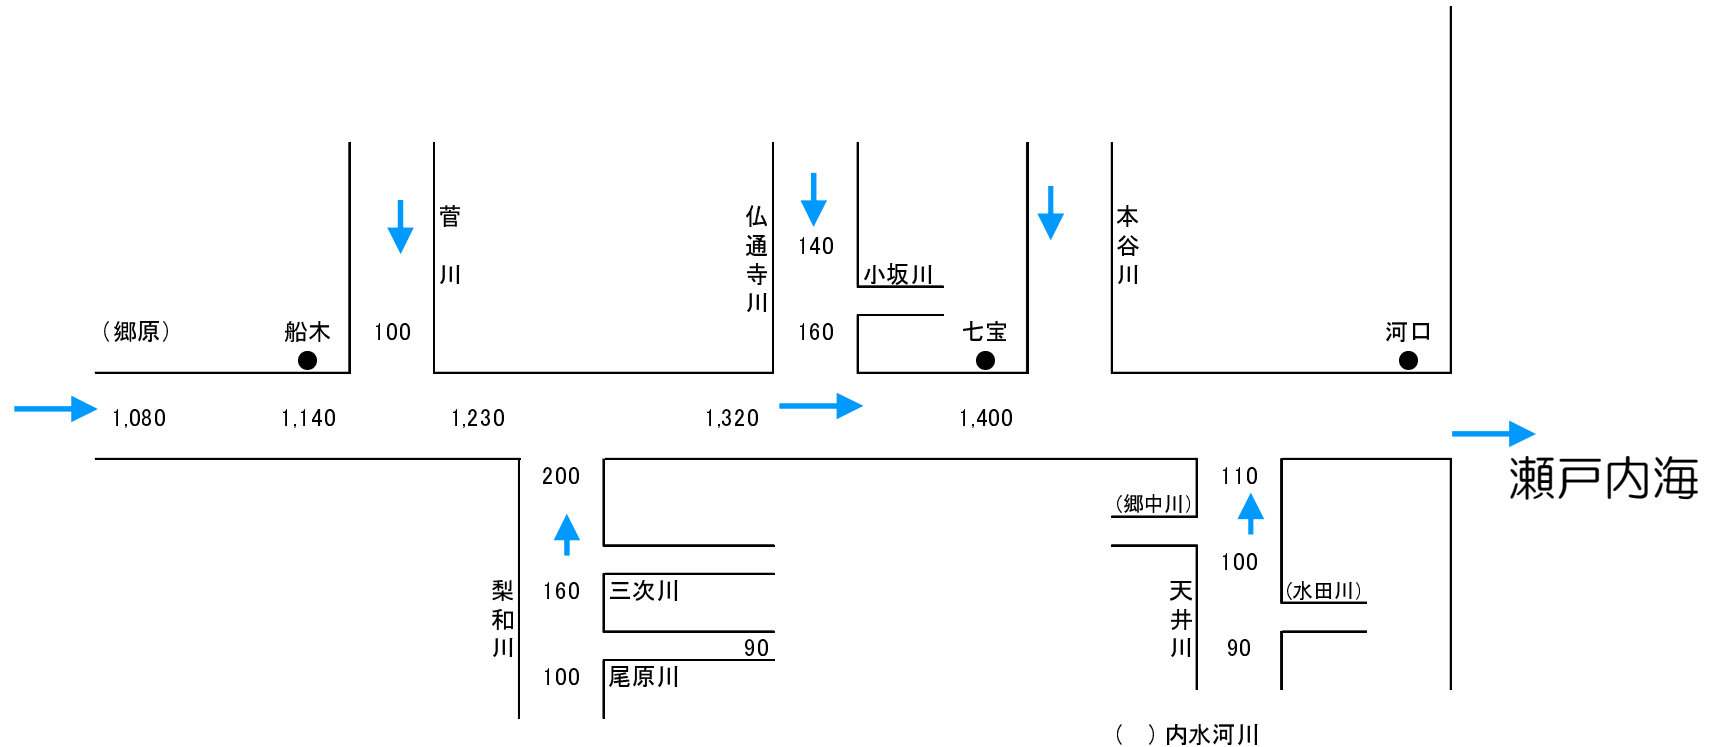 菅川
仏通寺川
本谷川
140
小坂川
（郷原）
船木
100
160
七宝
河口
1,080
1,140
1,230
1,320
1,400
200
110
瀬戸内海
（郷中川）
100
梨和川
160
三次川
天井川
（水田川）
90
90
100
尾原川
（　）内水河川